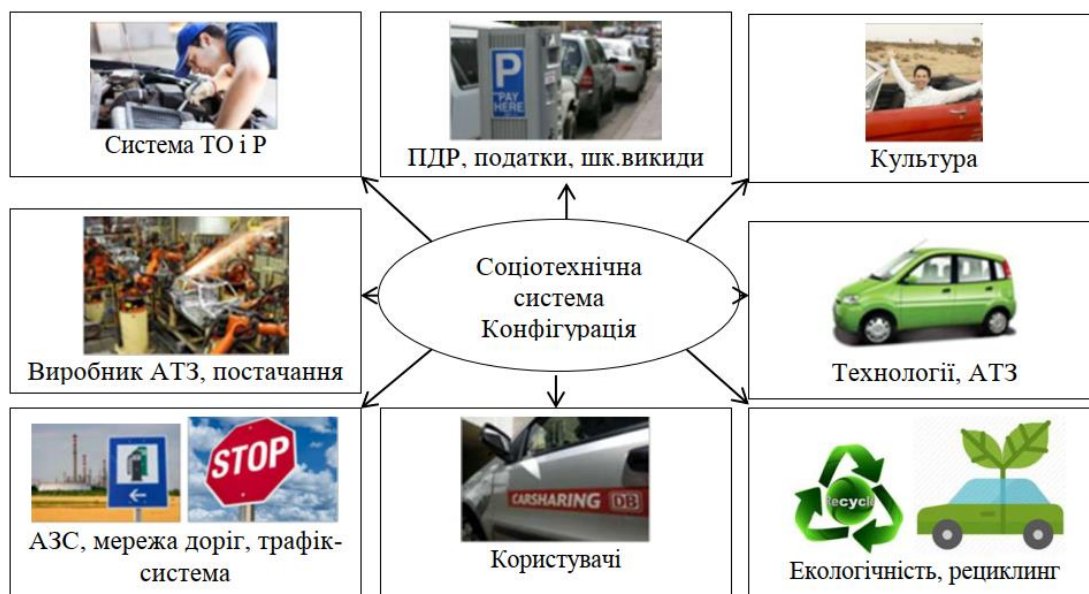 P
PAY
HERE
Система ТО і Р
ПДР, податки, шк.викиди
Культура
Соціотехнічна
система
Конфігурація
Виробник АТЗ, постачання
Технології, АТЗ
STOP
АЗС, мережа доріг, трафік-
система
CARSHARING DB
Користувачі
Recycle
Екологічність, рециклинг